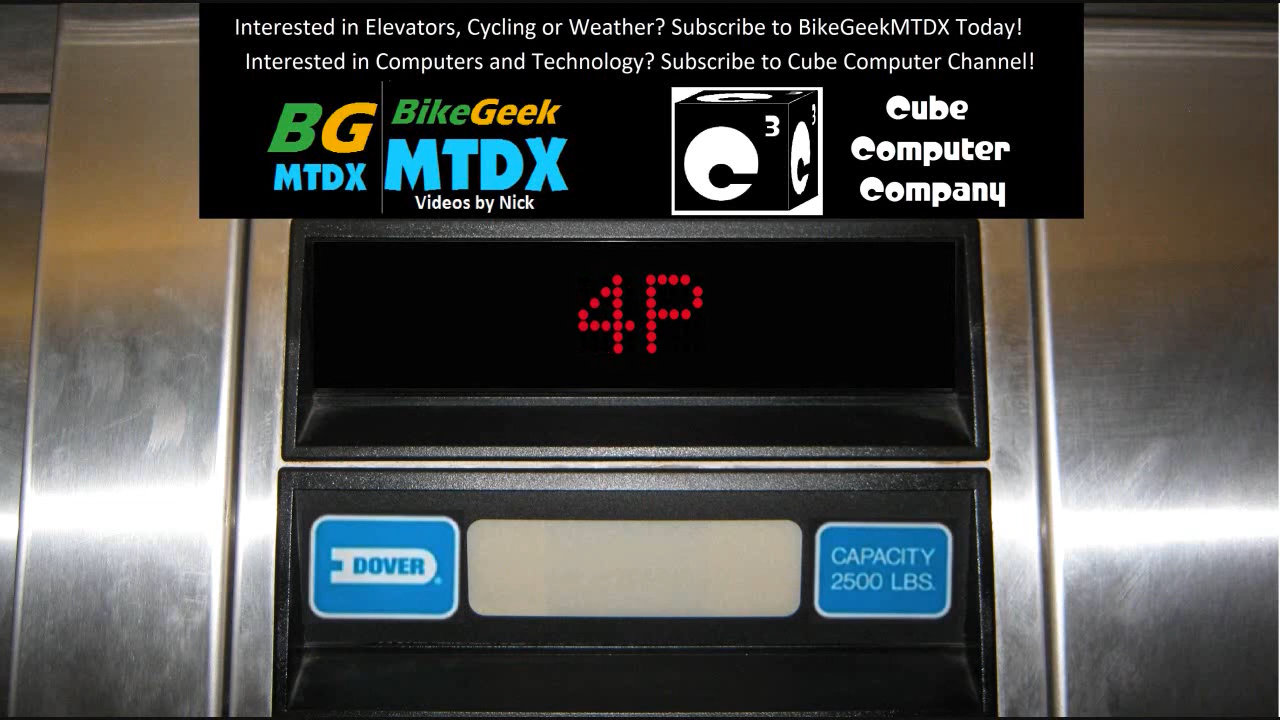 Interested in Elevators, Cycling or Weather? Subscribe to BikeGeekMTDX Today!
Interested in Computers and Technology? Subscribe to Cube Computer Channel!
BG
MTDX
BikeGeek
MTDX
Videos by Nick
C3
C3
Cube
Computer
Company
4P
DOVER
CAPACITY
2500 LBS.